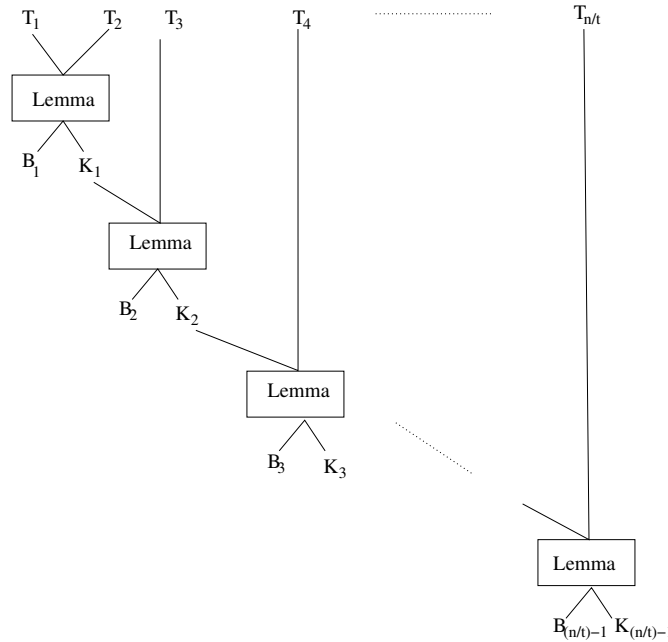 T1 T2 T3 T4 Tn/t
Lemma
B1 K1
Lemma
B2 K2
Lemma
B3 K3
Lemma
B(n/t)−1 K(n/t)−